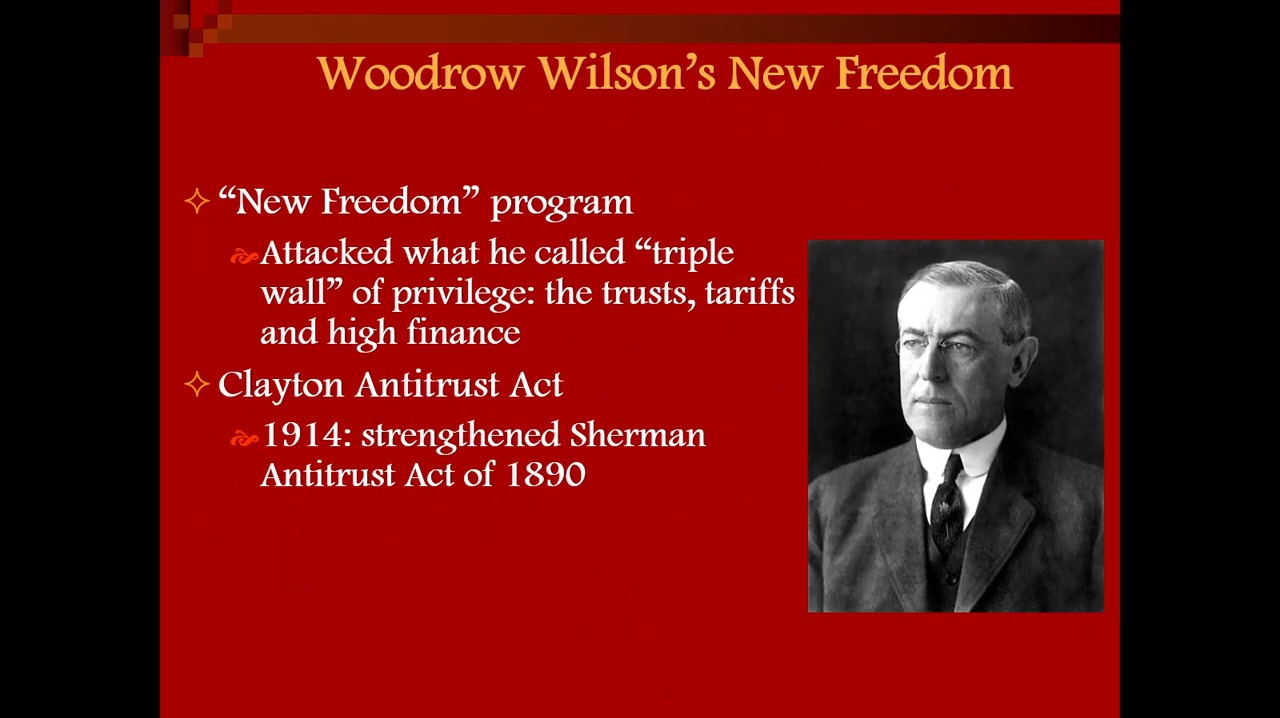 Woodrow Wilson’s New Freedom
“New Freedom” program
Attacked what he called “triple
wall” of privilege: the trusts, tariffs
and high finance
Clayton Antitrust Act
1914: strengthened Sherman
Antitrust Act of 1890